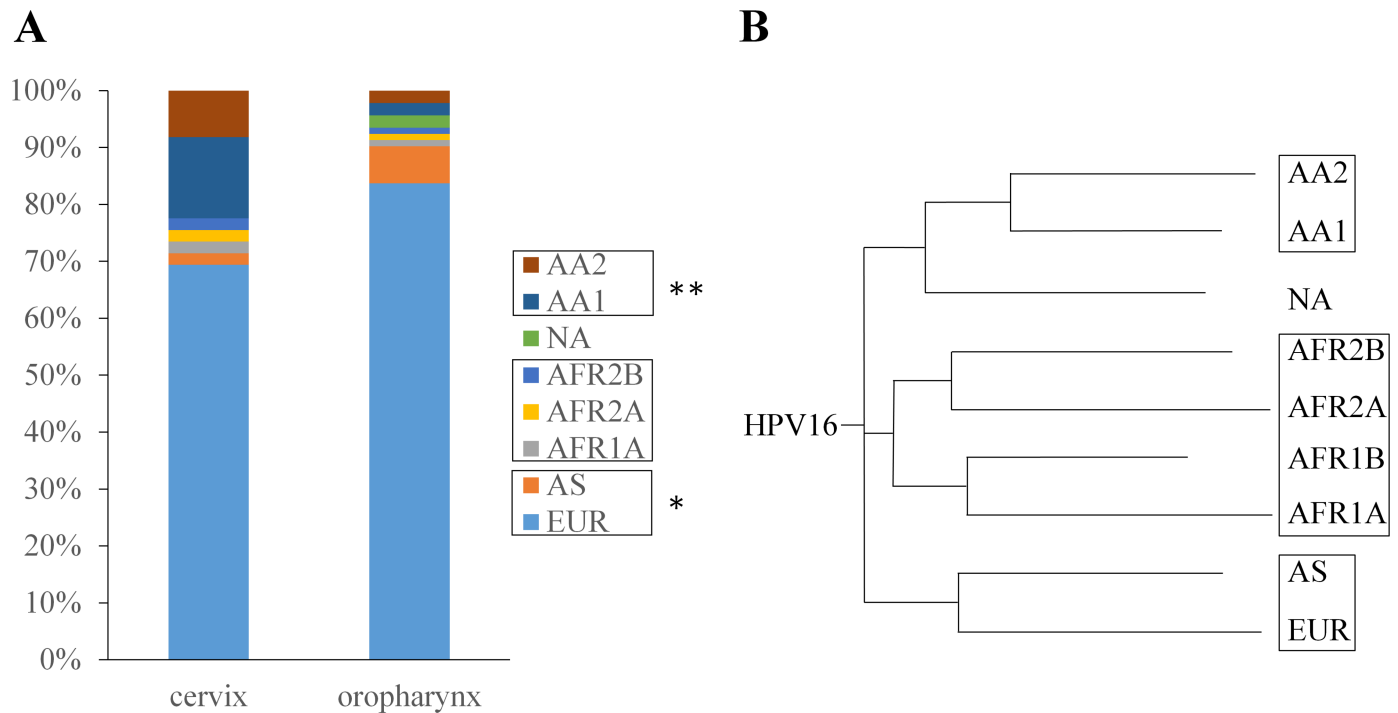 A
100%
90%
80%
70%
60%
50%
40%
30%
20%
10%
0%
cervix
oropharynx
AA2
AA1
**
NA
AFR2B
AFR2A
AFR1A
AS
EUR
*
B
HPV16
AA2
AA1
NA
AFR2B
AFR2A
AFR1B
AFR1A
AS
EUR